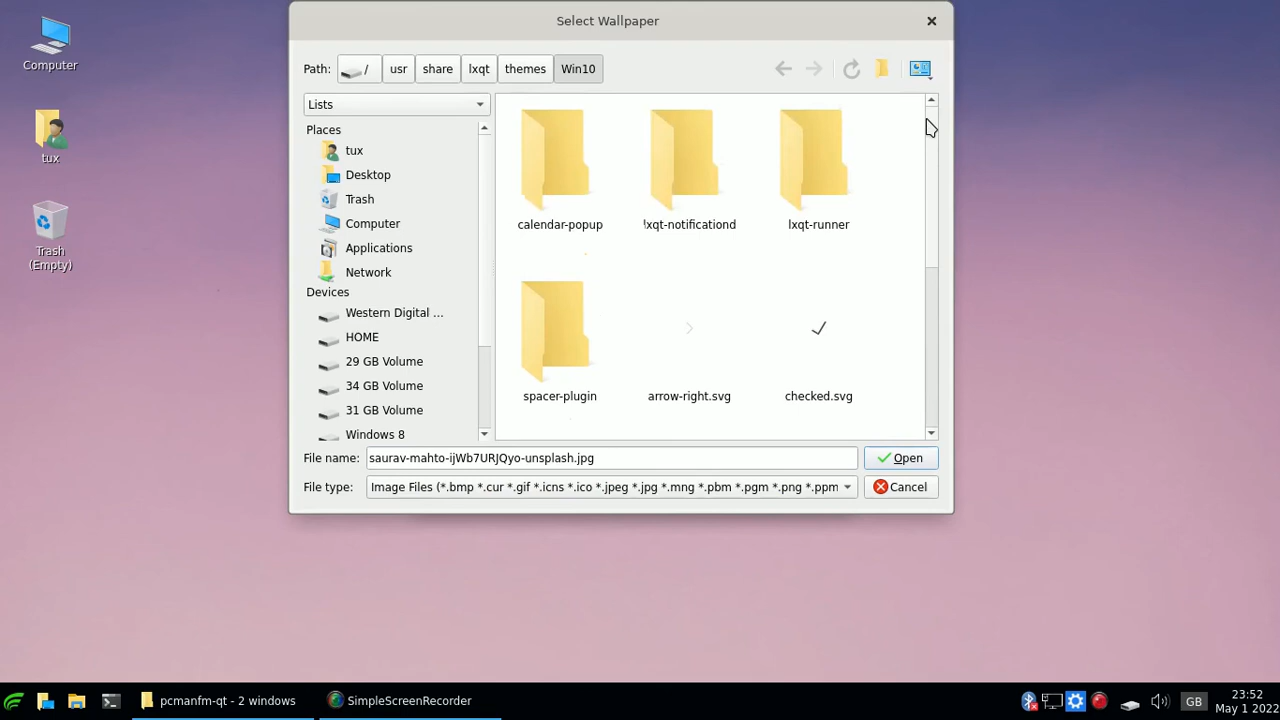 Select Wallpaper
Computer
tux
Trash
(Empty)
Path: / usr share lxqt themes Win10
Lists
Places
tux
Desktop
Trash
Computer
Applications
Network
Devices
Western Digital ...
HOME
29 GB Volume
34 GB Volume
31 GB Volume
Windows 8
calendar-popup
lxqt-notificationd
lxqt-runner
spacer-plugin
arrow-right.svg
checked.svg
File name: saurav-mahto-ijWb7URJQyo-unsplash.jpg
Open
File type: Image Files (*.bmp *.cur *.gif *.icns *.ico *.jpeg *.jpg *.mng *.pbm *.pgm *.png *.ppm
Cancel
pcmanfm-qt - 2 windows
SimpleScreenRecorder
GB
23:52
May 1 2022